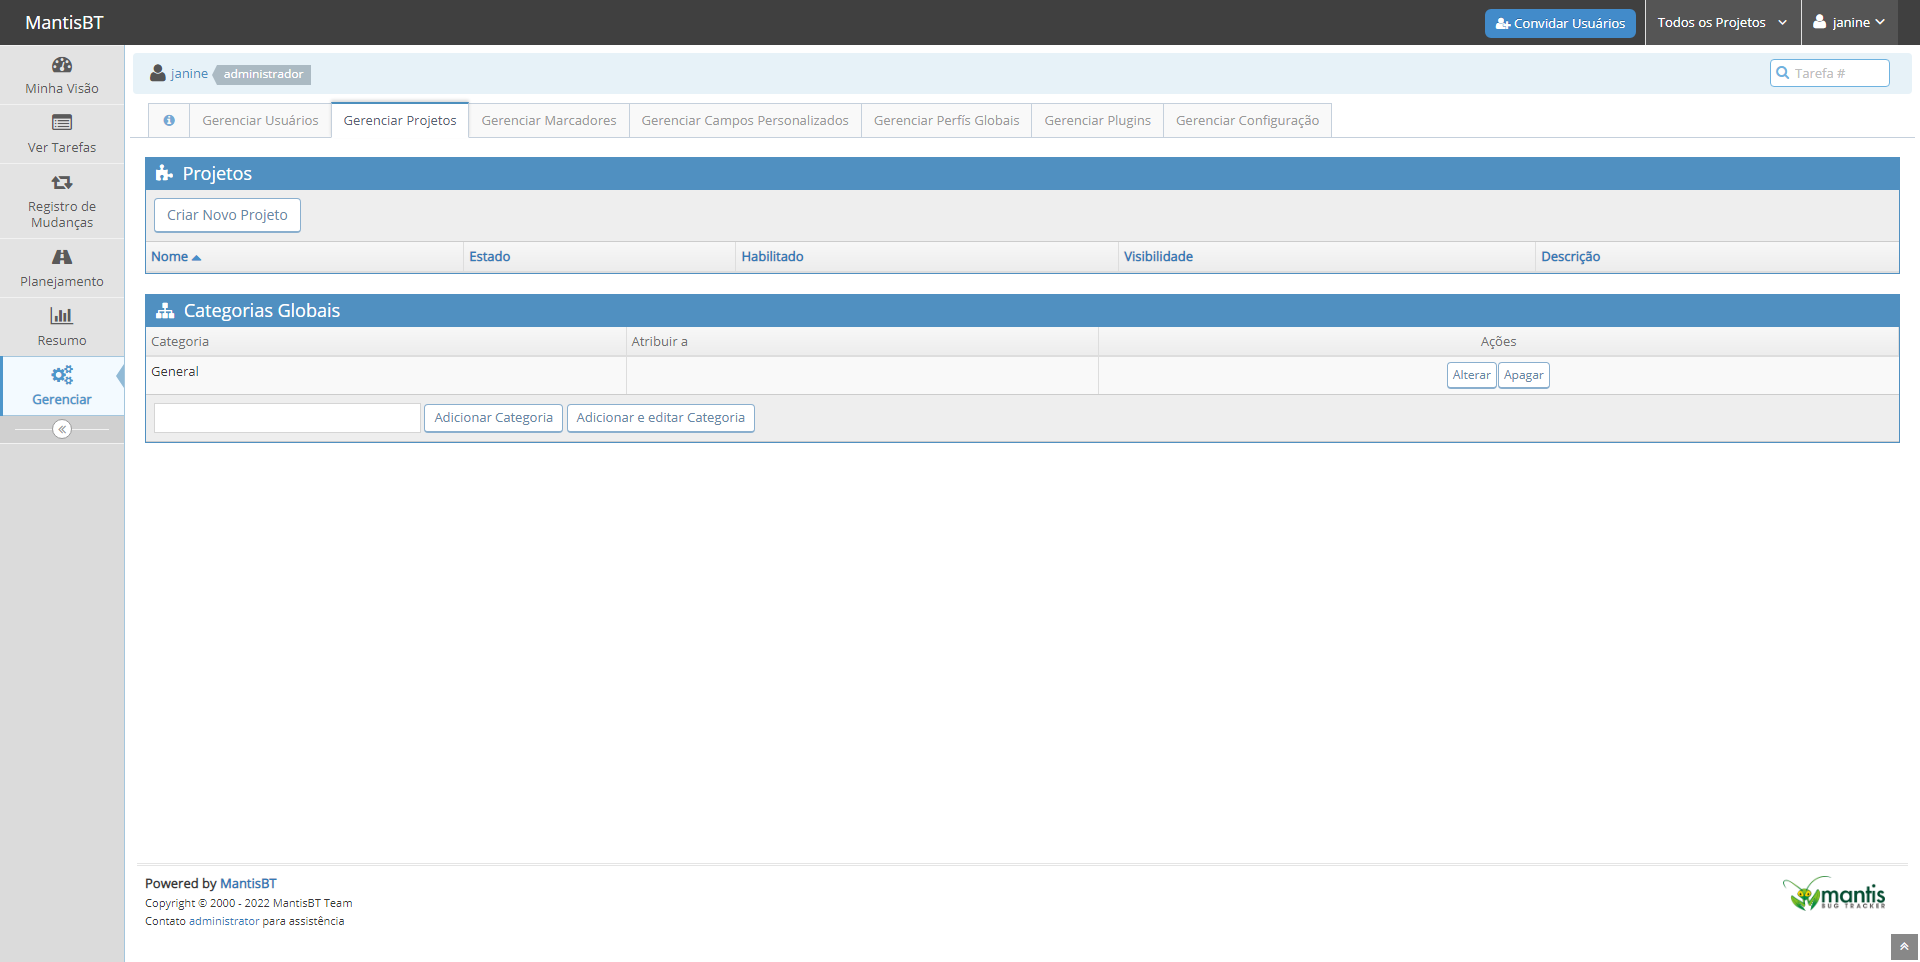 MantisBT
Convidar Usuários
Todos os Projetos
janine
Minha Visão
Ver Tarefas
Registro de
Mudanças
Planejamento
Resumo
Gerenciar
janine
administrador
Tarefa #
Gerenciar Usuários
Gerenciar Projetos
Gerenciar Marcadores
Gerenciar Campos Personalizados
Gerenciar Perfís Globais
Gerenciar Plugins
Gerenciar Configuração
Projetos
Criar Novo Projeto
Nome
Estado
Habilitado
Visibilidade
Descrição
Categorias Globais
Categoria
Atribuir a
Ações
General
Alterar
Apagar
Adicionar Categoria
Adicionar e editar Categoria
Powered by MantisBT
Copyright © 2000 - 2022 MantisBT Team
Contato administrator para assistência
mantis
BUG TRACKER